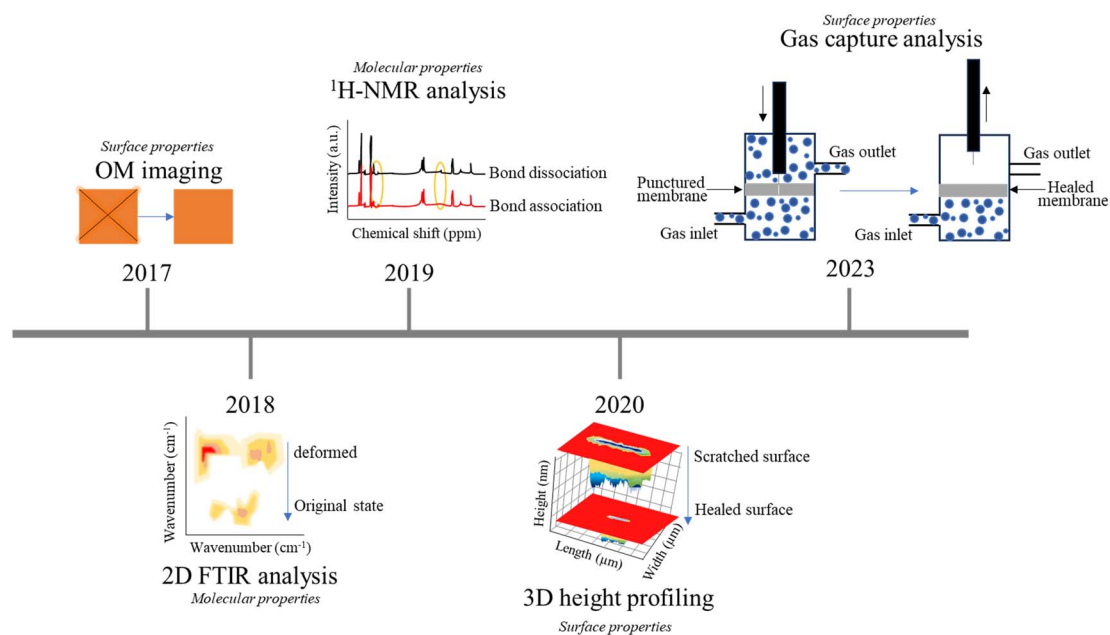 Surface properties
OM imaging
2017
Molecular properties
¹H-NMR analysis
Intensity (a.u.)
Bond dissociation
Bond association
Chemical shift (ppm)
2019
Surface properties
Gas capture analysis
Gas outlet
Punctured
membrane
Gas inlet
Gas outlet
Healed
membrane
Gas inlet
2023
2018
Wavenumber (cm⁻¹)
deformed
Original state
Wavenumber (cm⁻¹)
2D FTIR analysis
Molecular properties
2020
Scratched surface
Healed surface
Height (nm)
Length (µm)
Width (µm)
3D height profiling
Surface properties